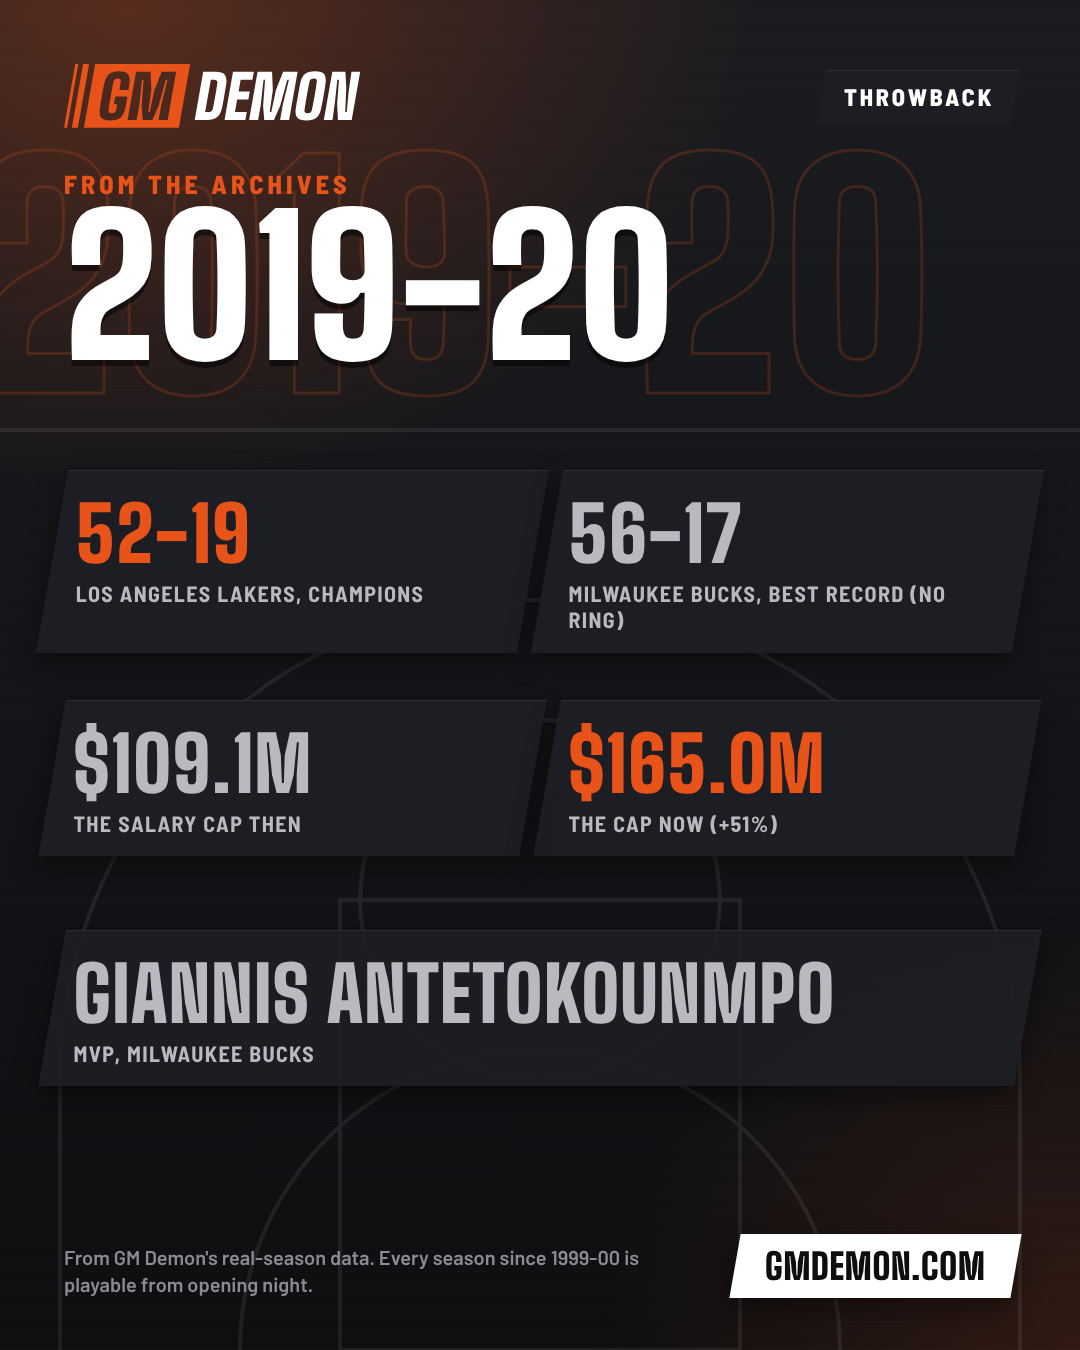 GM DEMON
THROWBACK
FROM THE ARCHIVES
2019-20
52-19
LOS ANGELES LAKERS, CHAMPIONS
56-17
MILWAUKEE BUCKS, BEST RECORD (NO
RING)
$109.1M
THE SALARY CAP THEN
$165.0M
THE CAP NOW (+51%)
GIANNIS ANTETOKOUNMPO
MVP, MILWAUKEE BUCKS
From GM Demon's real-season data. Every season since 1999-00 is
playable from opening night.
GMDEMON.COM